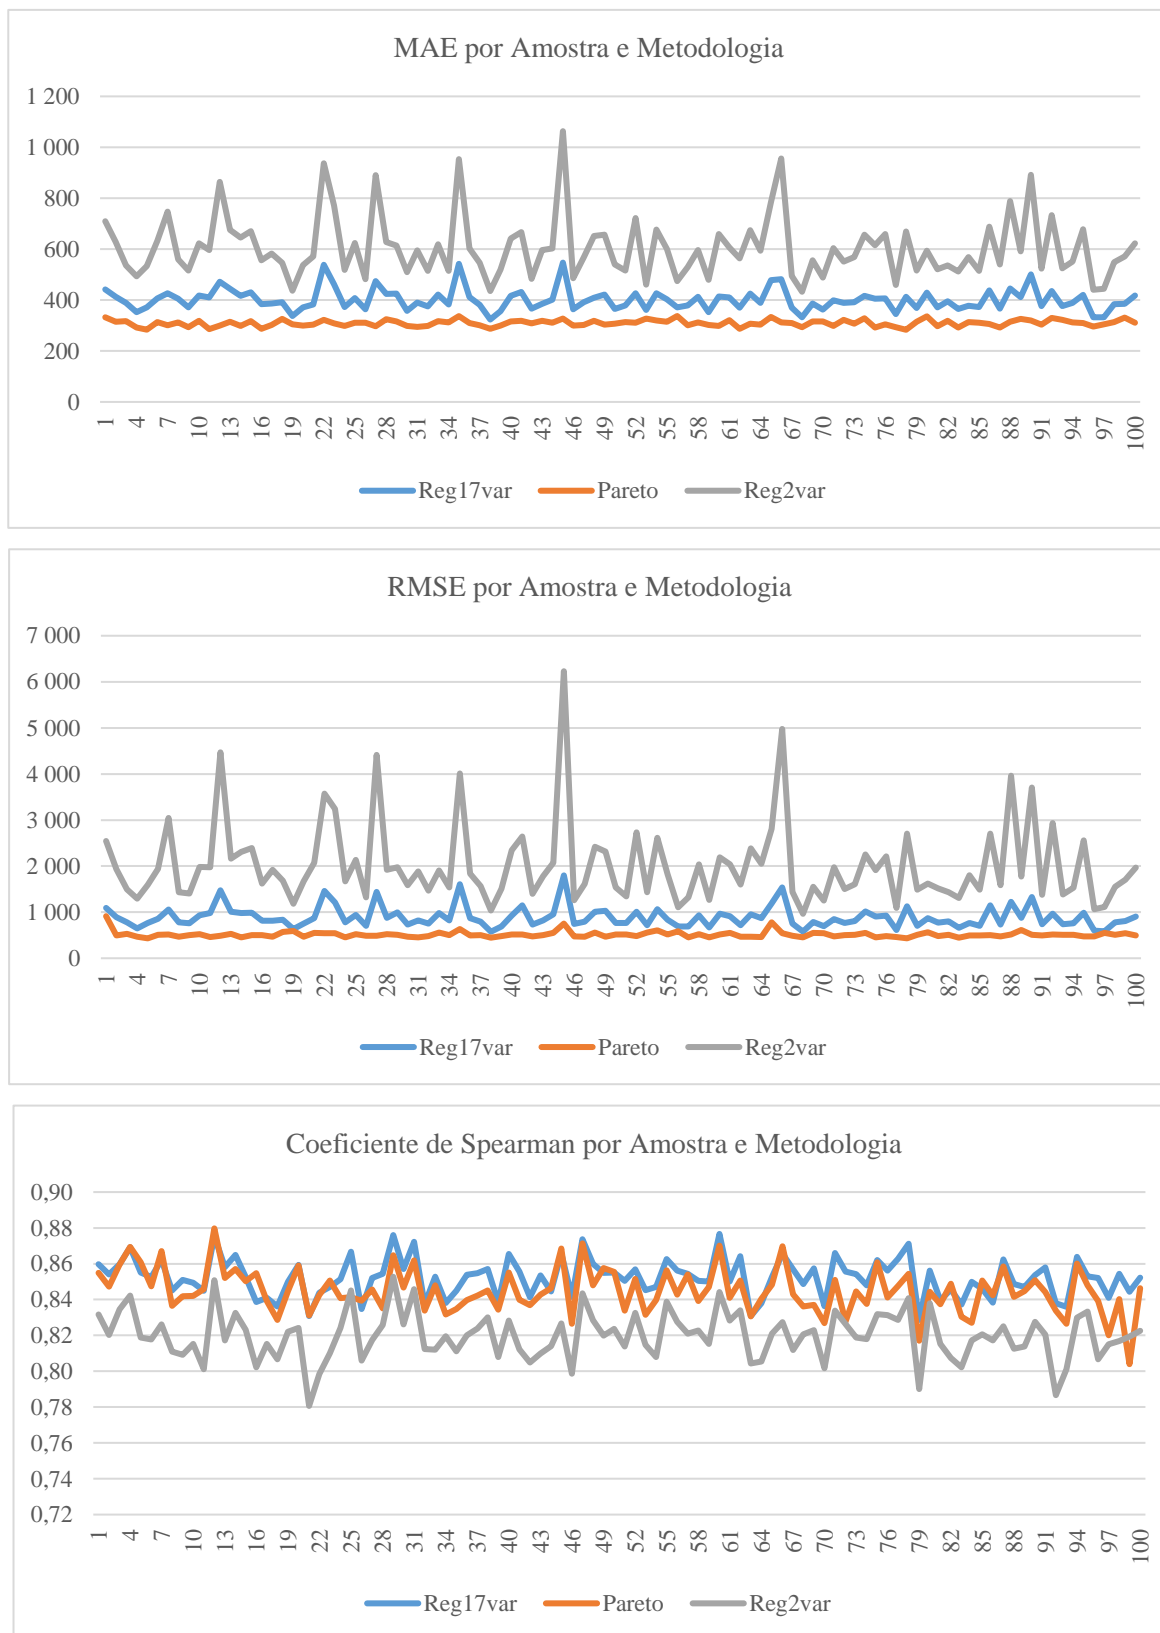 MAE por Amostra e Metodologia
1 200
1 000
800
600
400
200
0
1 4 7 10 13 16 19 22 25 28 31 34 37 40 43 46 49 52 55 58 61 64 67 70 73 76 79 82 85 88 91 94 97 100
Reg17var Pareto Reg2var
RMSE por Amostra e Metodologia
7 000
6 000
5 000
4 000
3 000
2 000
1 000
0
1 4 7 10 13 16 19 22 25 28 31 34 37 40 43 46 49 52 55 58 61 64 67 70 73 76 79 82 85 88 91 94 97 100
Reg17var Pareto Reg2var
Coeficiente de Spearman por Amostra e Metodologia
0,90
0,88
0,86
0,84
0,82
0,80
0,78
0,76
0,74
0,72
1 4 7 10 13 16 19 22 25 28 31 34 37 40 43 46 49 52 55 58 61 64 67 70 73 76 79 82 85 88 91 94 97 100
Reg17var Pareto Reg2var